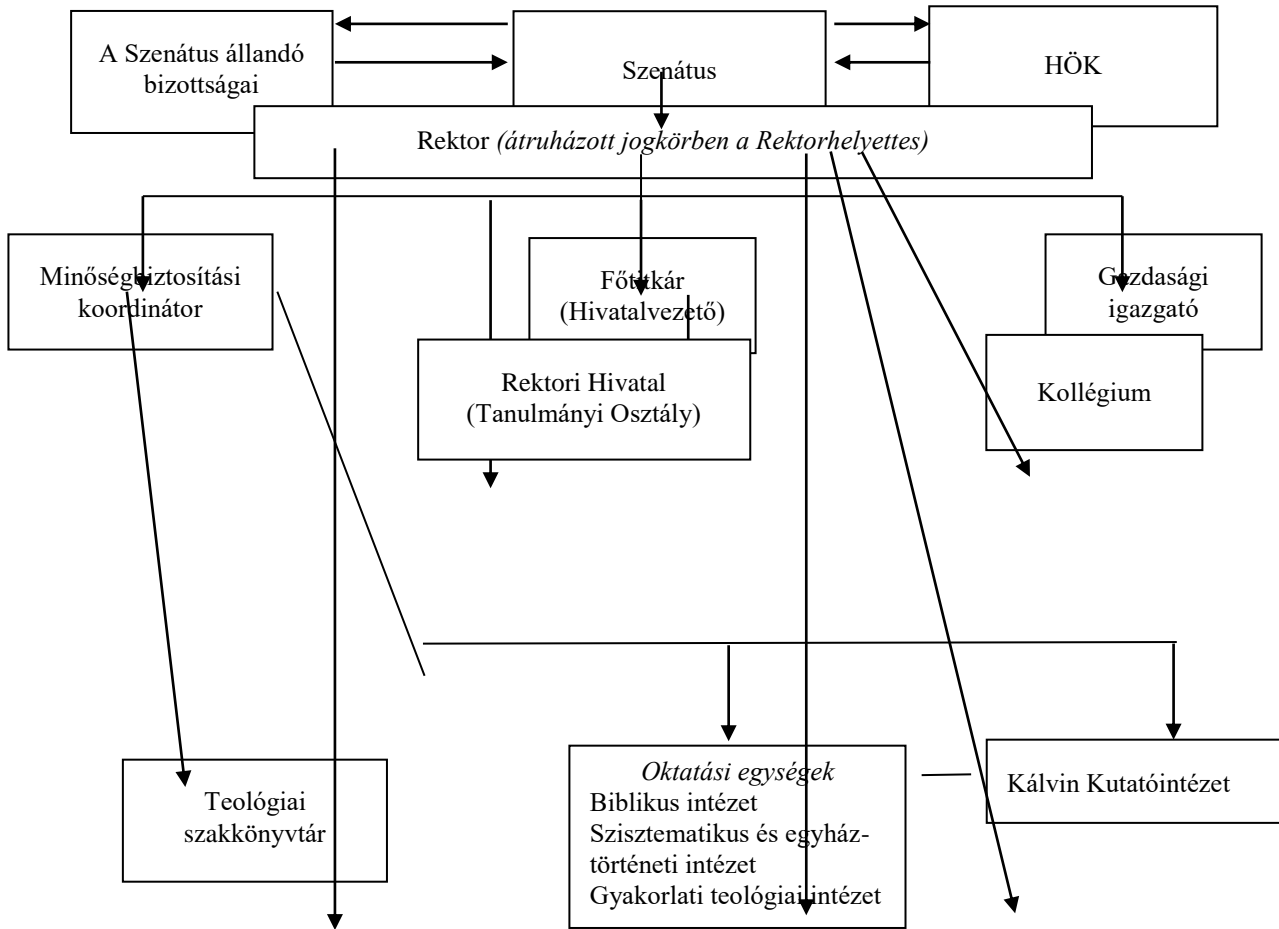 A Szenátus állandó
bizottságai
Szenátus
HÖK
Rektor (átruházott jogkörben a Rektorhelyettes)
Minőségbiztosítási
koordinátor
Főtitkár
(Hivatalvezető)
Gazdasági
igazgató
Rektori Hivatal
(Tanulmányi Osztály)
Kollégium
Teológiai
szakkönyvtár
Oktatási egységek
Biblikus intézet
Szisztematikus és egyház-
történeti intézet
Gyakorlati teológiai intézet
Kálvin Kutatóintézet